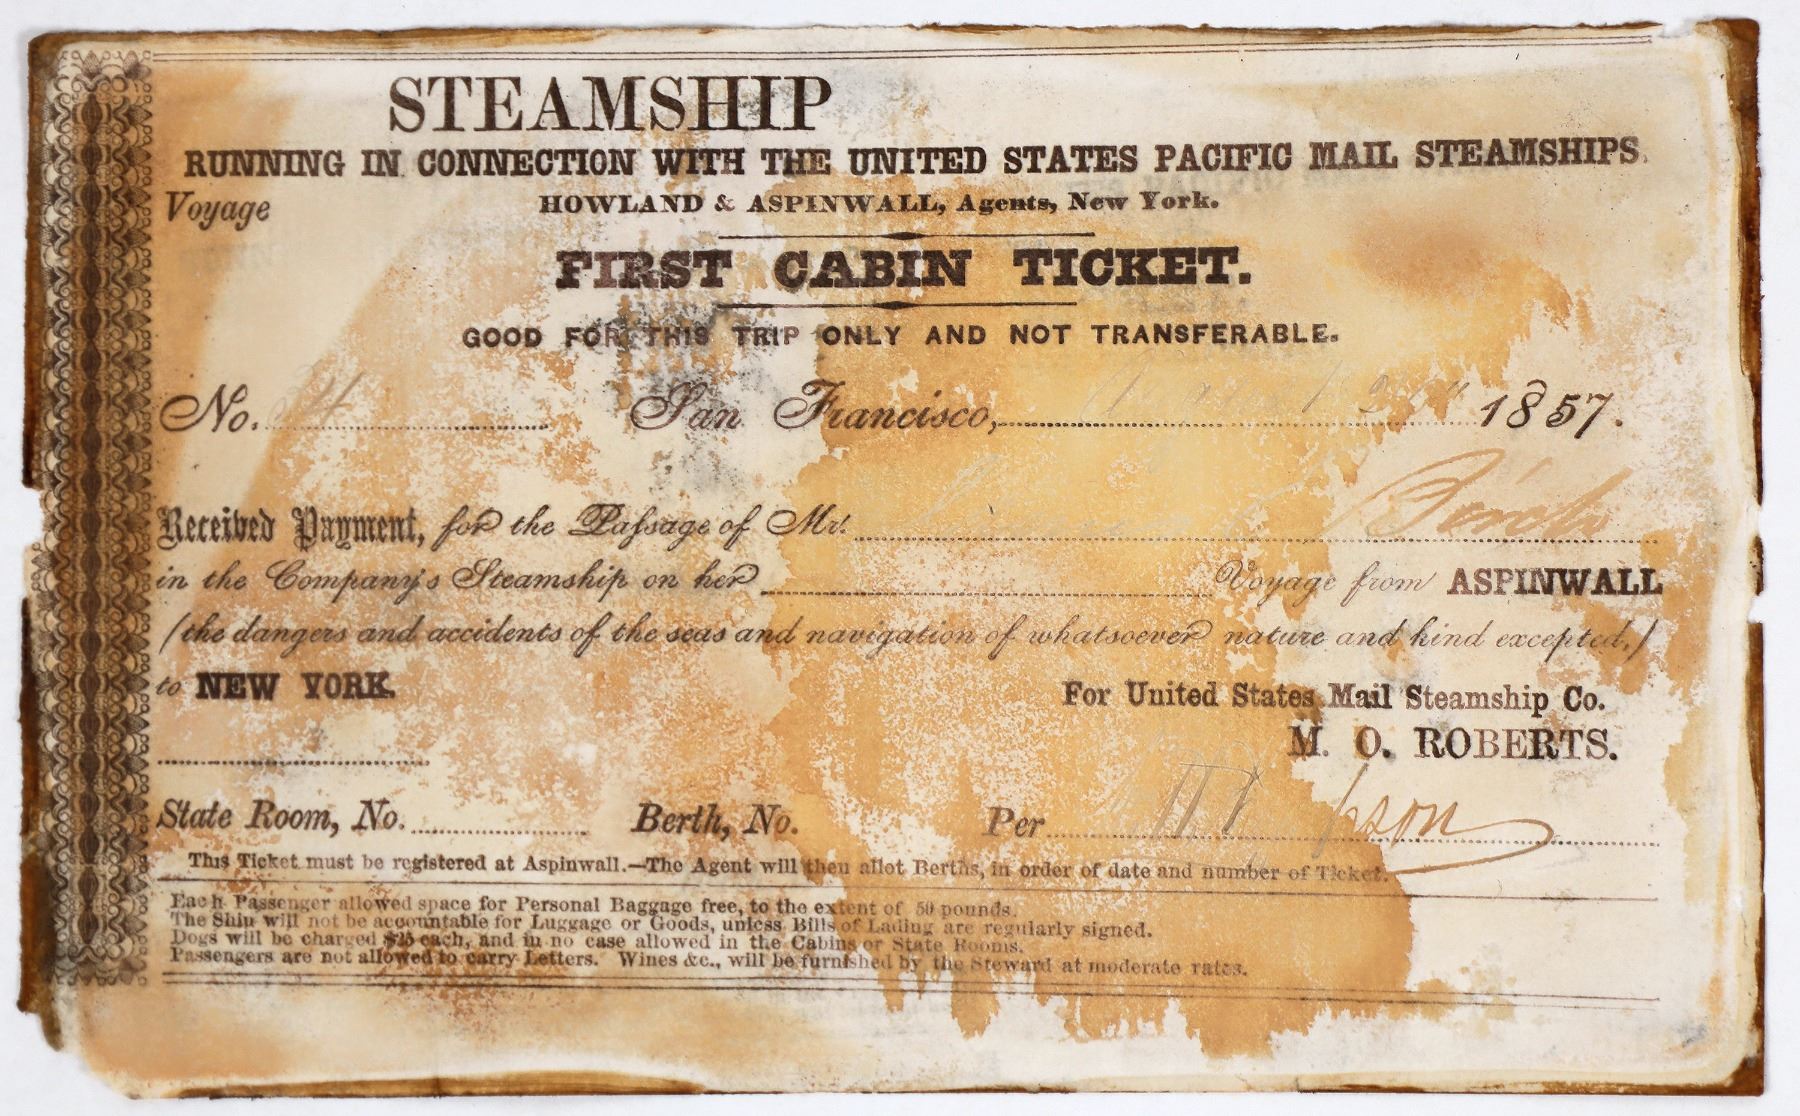 STEAMSHIP
RUNNING IN CONNECTION WITH THE UNITED STATES PACIFIC MAIL STEAMSHIPS.
Voyage HOWLAND & ASPINWALL, Agents, New York.
FIRST CABIN TICKET.
GOOD FOR THIS TRIP ONLY AND NOT TRANSFERABLE.
No. San Francisco, 1857.
Received Payment, for the Passage of Mr.
in the Company's Steamship on her Voyage from ASPINWALL
(the dangers and accidents of the seas and navigation of whatsoever nature and kind excepted,)
to NEW YORK.
For United States Mail Steamship Co.
M. O. ROBERTS.
State Room, No. Berth, No. Per
This Ticket must be registered at Aspinwall.—The Agent will then allot Berths, in order of date and number of Ticket.
Each Passenger allowed space for Personal Baggage free, to the extent of 50 pounds.
The Ship will not be accountable for Luggage or Goods, unless Bills of Lading are regularly signed.
Dogs will be charged $25 each, and in no case allowed in the Cabins or State Rooms.
Passengers are not allowed to carry Letters. Wines &c., will be furnished by the Steward at moderate rates.